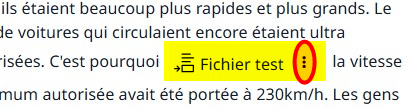 ils étaient beaucoup plus rapides et plus grands. Le
de voitures qui circulaient encore étaient ultra
risées. C'est pourquoi Fichier test la vitesse
mum autorisée avait été portée à 230km/h. Les gens